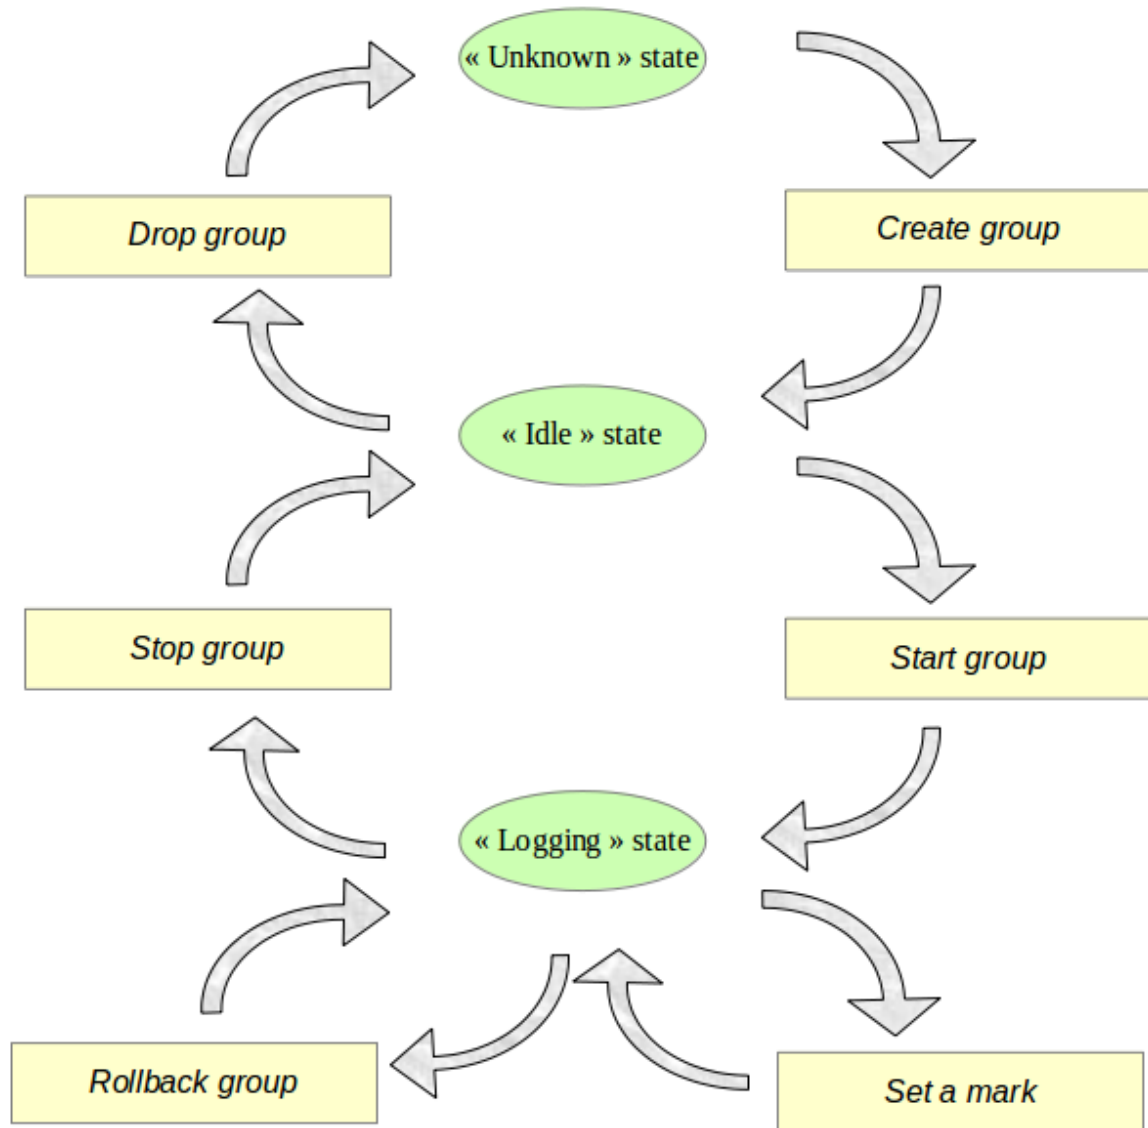 « Unknown » state
Drop group
Create group
« Idle » state
Stop group
Start group
« Logging » state
Rollback group
Set a mark